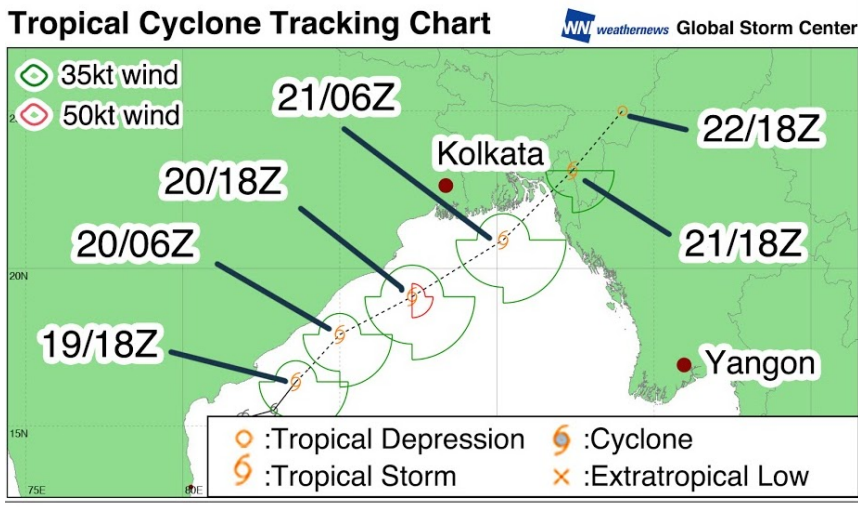 Tropical Cyclone Tracking Chart
WNI weathernews Global Storm Center
35kt wind
50kt wind
21/06Z
22/18Z
Kolkata
20/18Z
20/06Z
21/18Z
20N
19/18Z
Yangon
15N
:Tropical Depression
:Cyclone
:Tropical Storm
:Extratropical Low
75E
80E